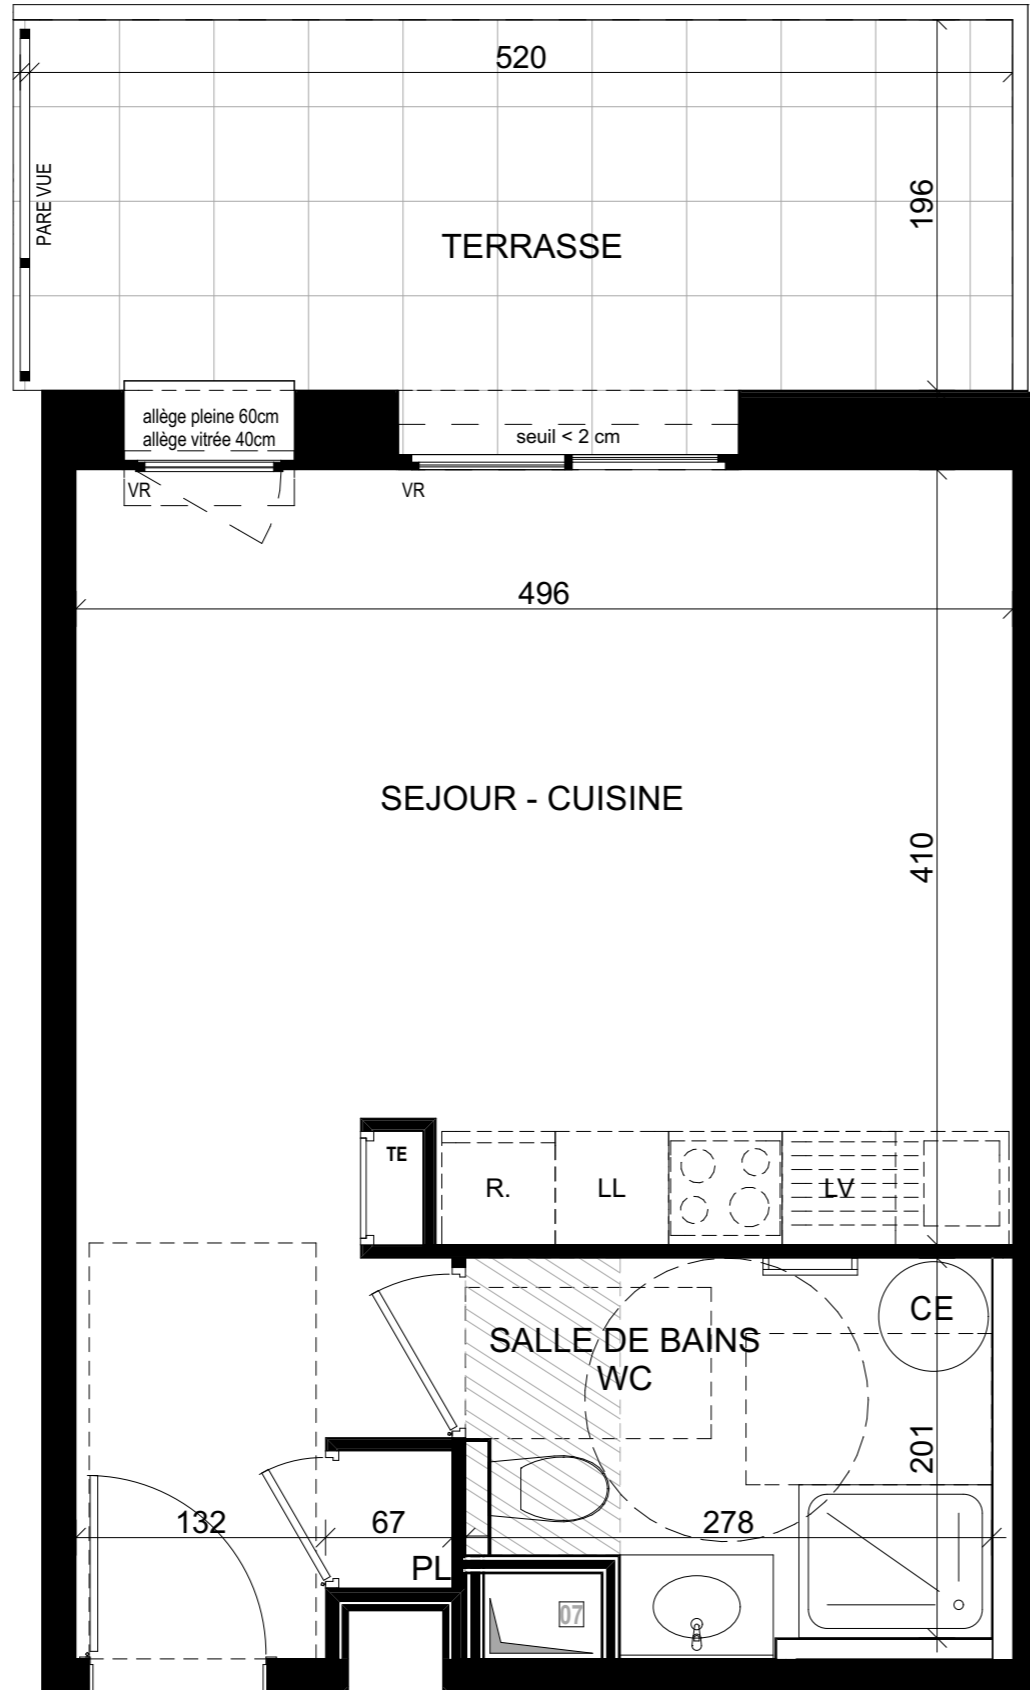 520
PARE VUE
196
TERRASSE
allège pleine 60cm
allège vitrée 40cm
seuil < 2 cm
VR
VR
496
SEJOUR - CUISINE
410
TE
R.
LL
LV
CE
SALLE DE BAINS
WC
201
132
67
278
PL
07